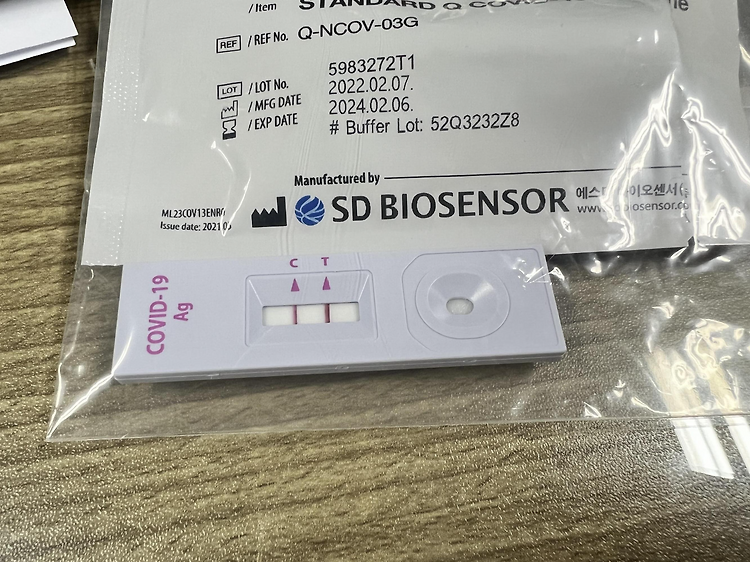 / Item STANDARD Q
REF / REF No. Q-NCOV-03G
5983272T1
LOT / LOT No. 2022.02.07.
/ MFG DATE 2024.02.06.
/ EXP DATE # Buffer Lot: 52Q3232Z8
Manufactured by
ML23COV13ENR
Issue date:
SD BIOSENSOR
C T
COVID-19
Ag